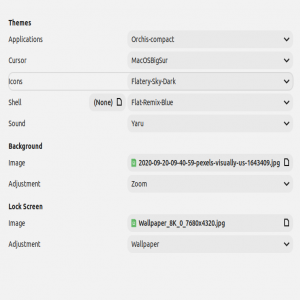 Themes
Applications Orchis-compact
Cursor MacOSBigSur
Icons Flatery-Sky-Dark
Shell (None) Flat-Remix-Blue
Sound Yaru
Background
Image 2020-09-20-09-40-59-pexels-visually-us-1643409.jpg
Adjustment Zoom
Lock Screen
Image Wallpaper_8K_0_7680x4320.jpg
Adjustment Wallpaper